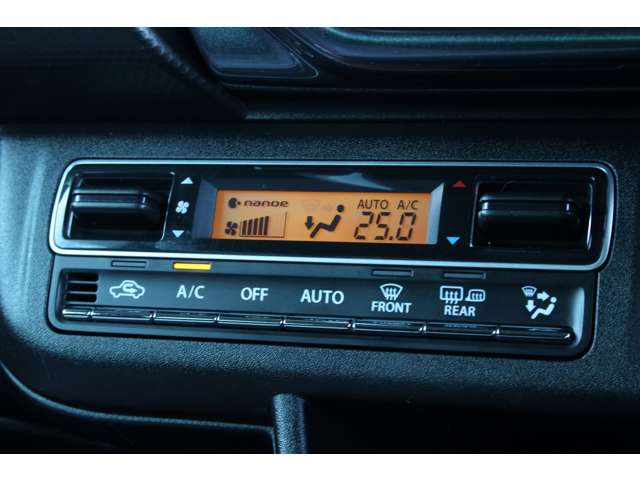 nanoe AUTO A/C
25.0
A/C OFF AUTO FRONT REAR